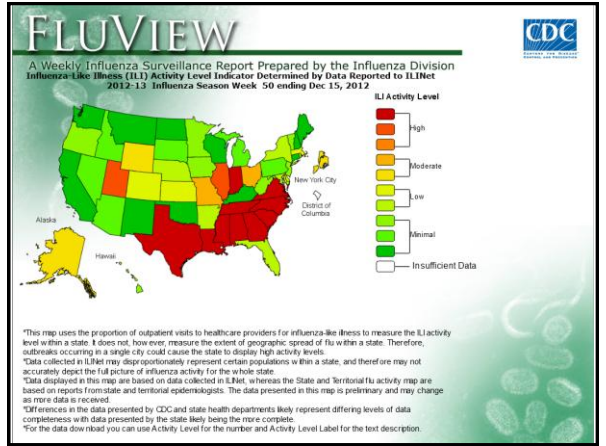 FLUVIEW
CDC
CENTERS FOR DISEASE
CONTROL AND PREVENTION
A Weekly Influenza Surveillance Report Prepared by the Influenza Division
Influenza-Like Illness (ILI) Activity Level Indicator Determined by Data Reported to ILINet
2012-13 Influenza Season Week 50 ending Dec 15, 2012
ILI Activity Level
High
Moderate
Low
Minimal
Insufficient Data
New York City
District of
Columbia
Alaska
Hawaii
*This map uses the proportion of outpatient visits to healthcare providers for influenza-like illness to measure the ILI activity
level within a state. It does not, however, measure the extent of geographic spread of flu within a state. Therefore,
outbreaks occurring in a single city could cause the state to display high activity levels.
*Data collected in ILINet may disproportionately represent certain populations within a state, and therefore may not
accurately depict the full picture of influenza activity for the whole state.
*Data displayed in this map are based on data collected in ILINet, whereas the State and Territorial flu activity map are
based on reports from state and territorial epidemiologists. The data presented in this map is preliminary and may change
as more data is received.
*Differences in the data presented by CDC and state health departments likely represent differing levels of data
completeness with data presented by the state likely being the more complete.
*For the data download you can use Activity Level for the number and Activity Level Label for the text description.